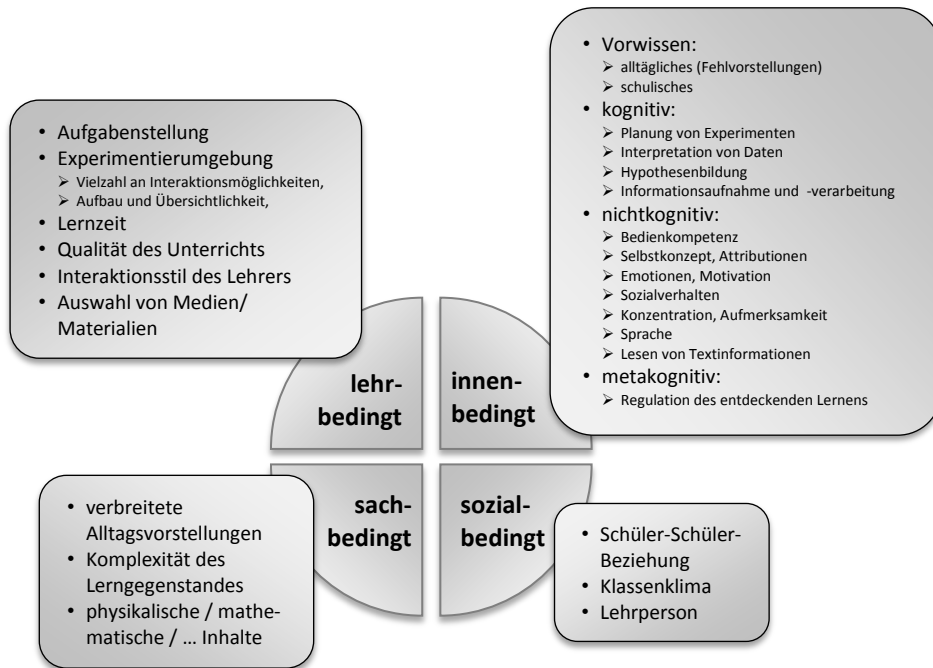 • Aufgabenstellung
• Experimentierumgebung
➢ Vielzahl an Interaktionsmöglichkeiten,
➢ Aufbau und Übersichtlichkeit,
• Lernzeit
• Qualität des Unterrichts
• Interaktionsstil des Lehrers
• Auswahl von Medien/
Materialien
• Vorwissen:
➢ alltägliches (Fehlvorstellungen)
➢ schulisches
• kognitiv:
➢ Planung von Experimenten
➢ Interpretation von Daten
➢ Hypothesenbildung
➢ Informationsaufnahme und -verarbeitung
• nichtkognitiv:
➢ Bedienkompetenz
➢ Selbstkonzept, Attributionen
➢ Emotionen, Motivation
➢ Sozialverhalten
➢ Konzentration, Aufmerksamkeit
➢ Sprache
➢ Lesen von Textinformationen
• metakognitiv:
➢ Regulation des entdeckenden Lernens
lehr-
bedingt
innen-
bedingt
sach-
bedingt
sozial-
bedingt
• verbreitete
Alltagsvorstellungen
• Komplexität des
Lerngegenstandes
• physikalische / mathe-
matische / ... Inhalte
• Schüler-Schüler-
Beziehung
• Klassenklima
• Lehrperson